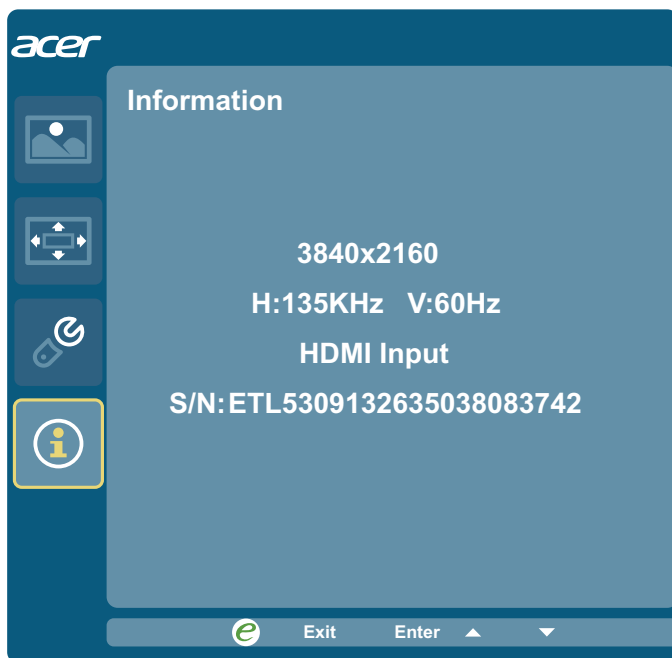 acer
Information
3840x2160
H:135KHz V:60Hz
HDMI Input
S/N:ETL5309132635038083742
e Exit Enter